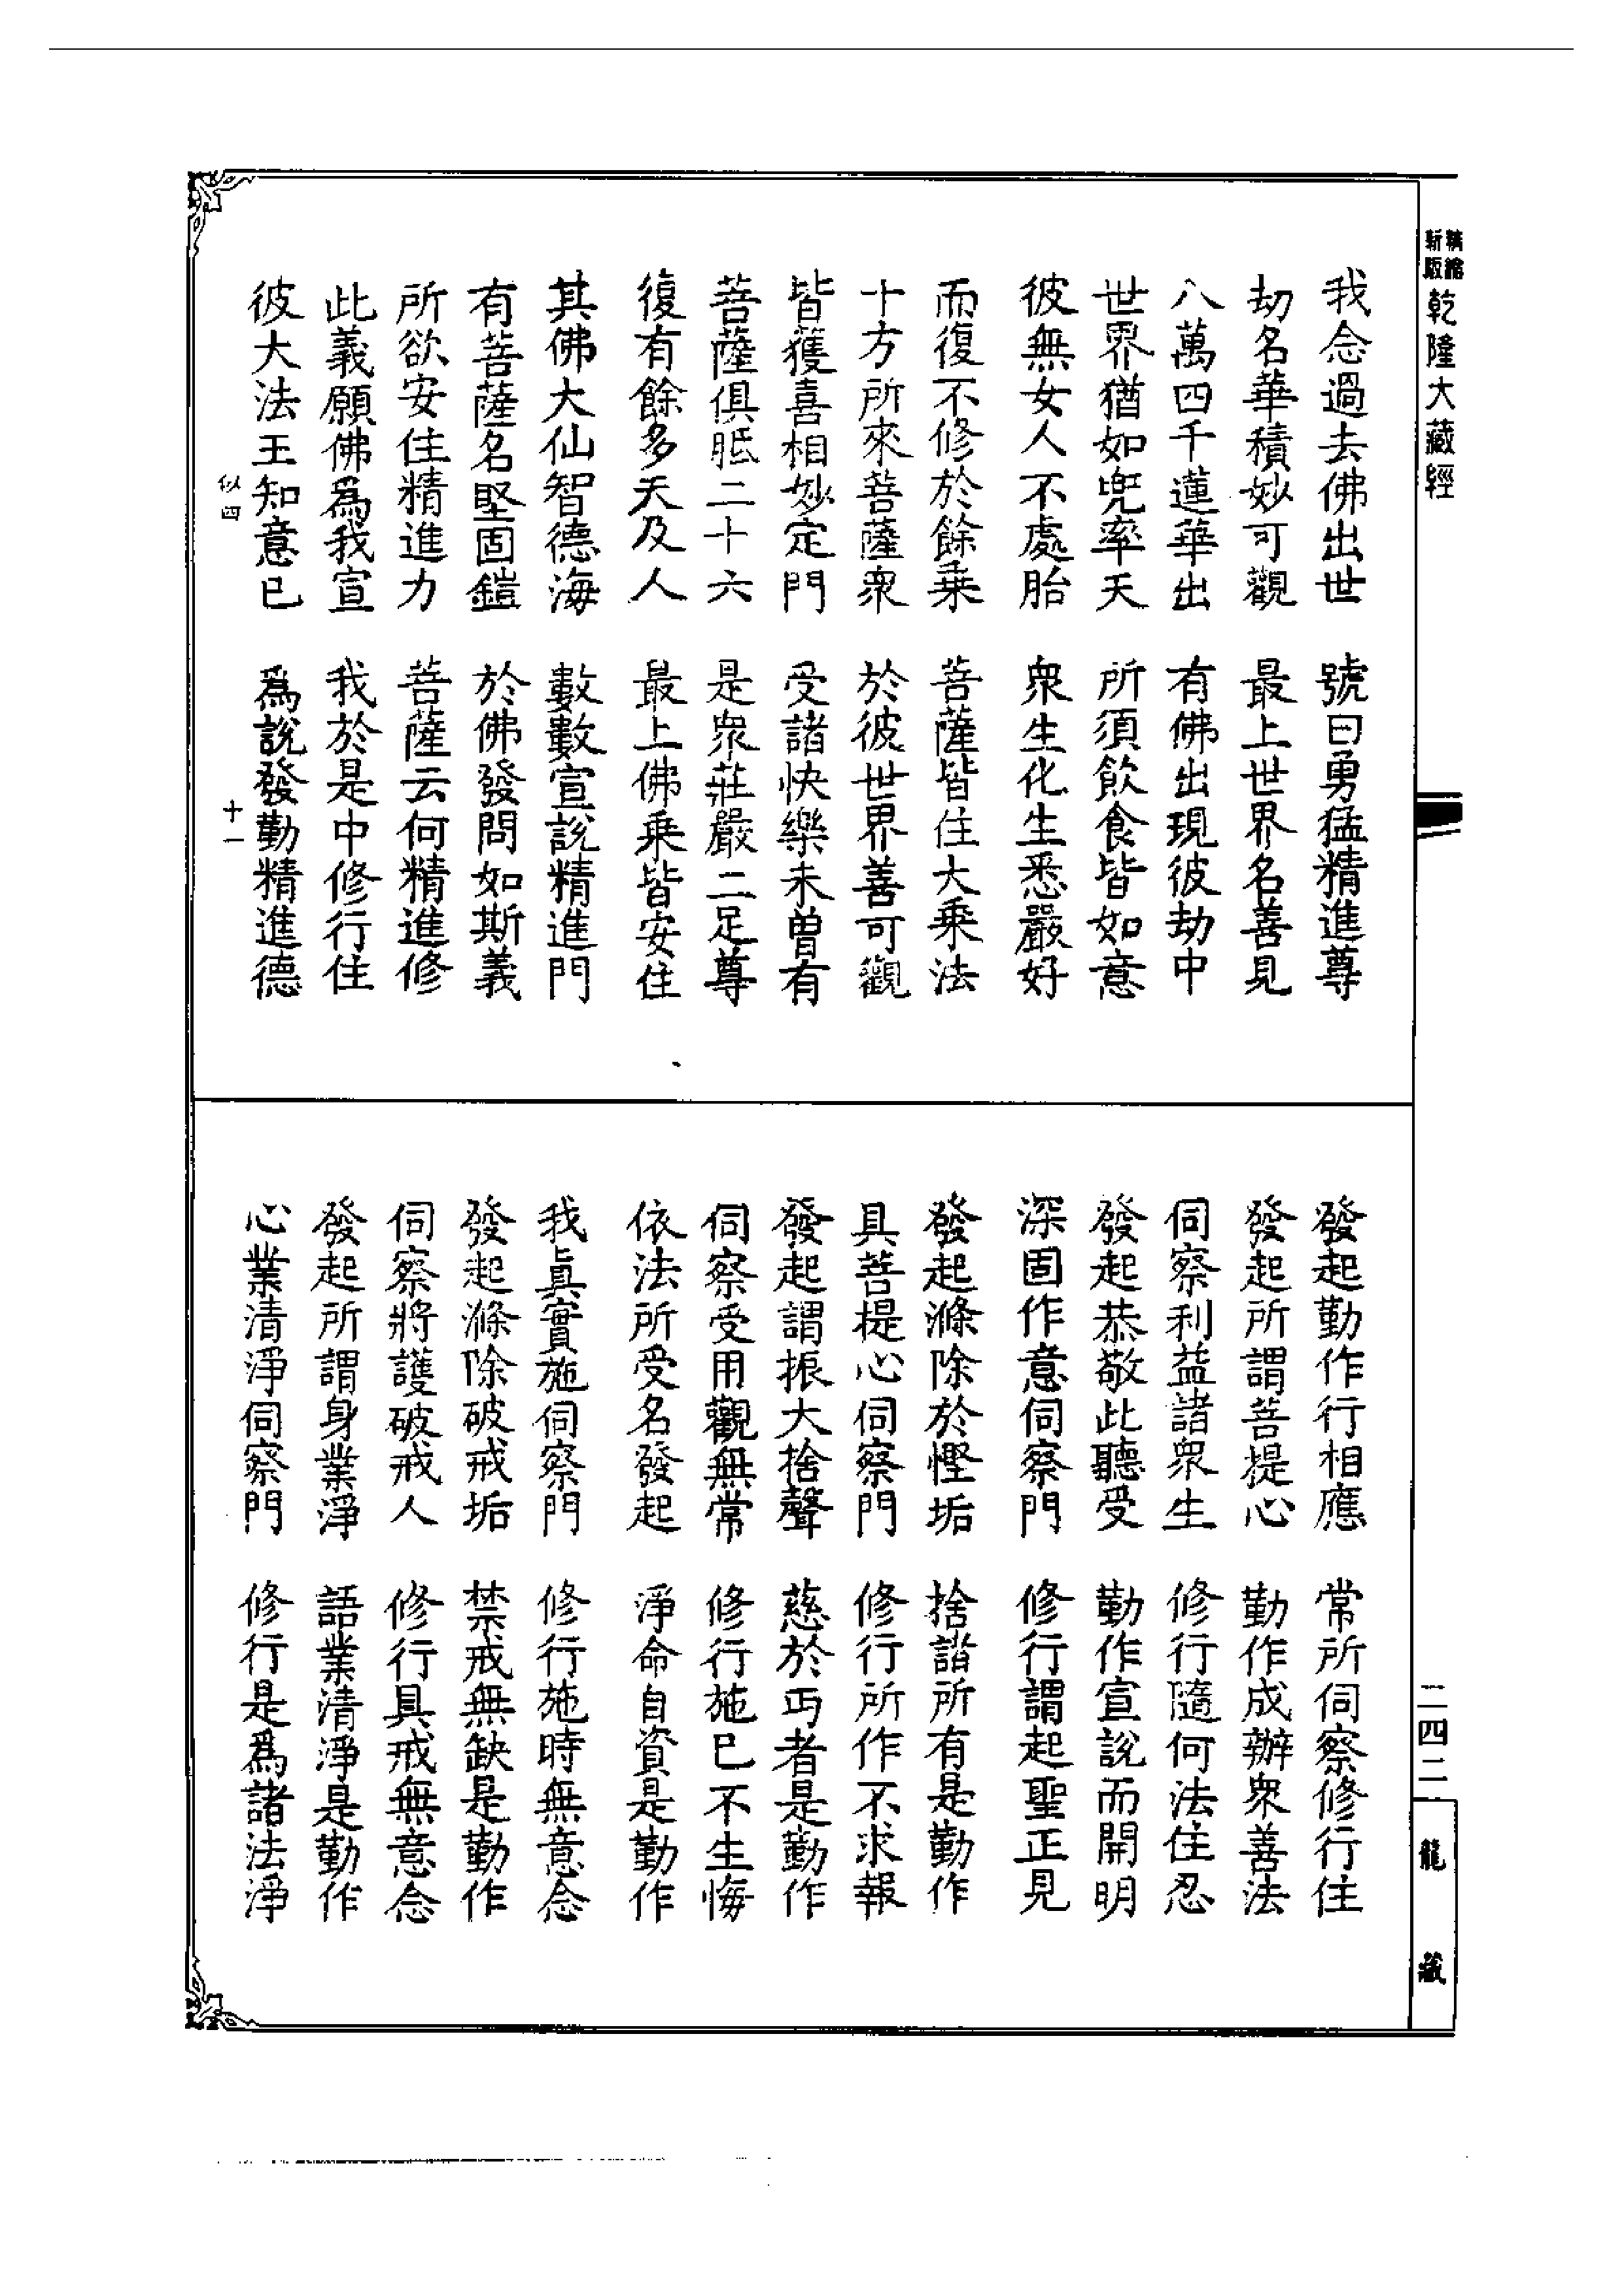 精縮
新版
乾隆大藏經
我念過去佛出世　號曰勇猛精進尊
劫名華積妙可觀　最上世界名善見
八萬四千蓮華出　有佛出現彼劫中
世界猶如兜率天　所須飲食皆如意
彼無女人不處胎　衆生化生悉嚴好
而復不修於餘乗　菩薩皆住大乗法
十方所來菩薩衆　於彼世界善可觀
皆獲喜相妙定門　受諸快樂未曽有
菩薩俱胝二十六　是衆莊嚴二足尊
復有餘多天及人　最上佛乗皆安住
其佛大仙智德海　數數宣說精進門
有菩薩名堅固鎧　於佛發問如斯義
所欲安住精進力　菩薩云何精進修
此義願佛爲我宣　我於是中修行住
彼大法王知意已　爲說發勤精進德
似四　十一
發起勤作行相應　常所伺察修行住
發起所謂菩提心　勤作成辦衆善法
伺察利益諸衆生　修行隨何法住忍
發起恭敬此聽受　勤作宣說而開明
深固作意伺察門　修行謂起聖正見
發起滌除於慳垢　捨諸所有是勤作
具菩提心伺察門　修行所作不求報
發起謂振大捨聲　慈於丐者是勤作
伺察受用觀無常　修行施已不生悔
依法所受名發起　淨命自資是勤作
我眞實施伺察門　修行施時無意念
發起滌除破戒垢　禁戒無缺是勤作
伺察將護破戒人　修行具戒無意念
發起所謂身業淨　語業清淨是勤作
心業清淨伺察門　修行是爲諸法淨
二四二
龍藏